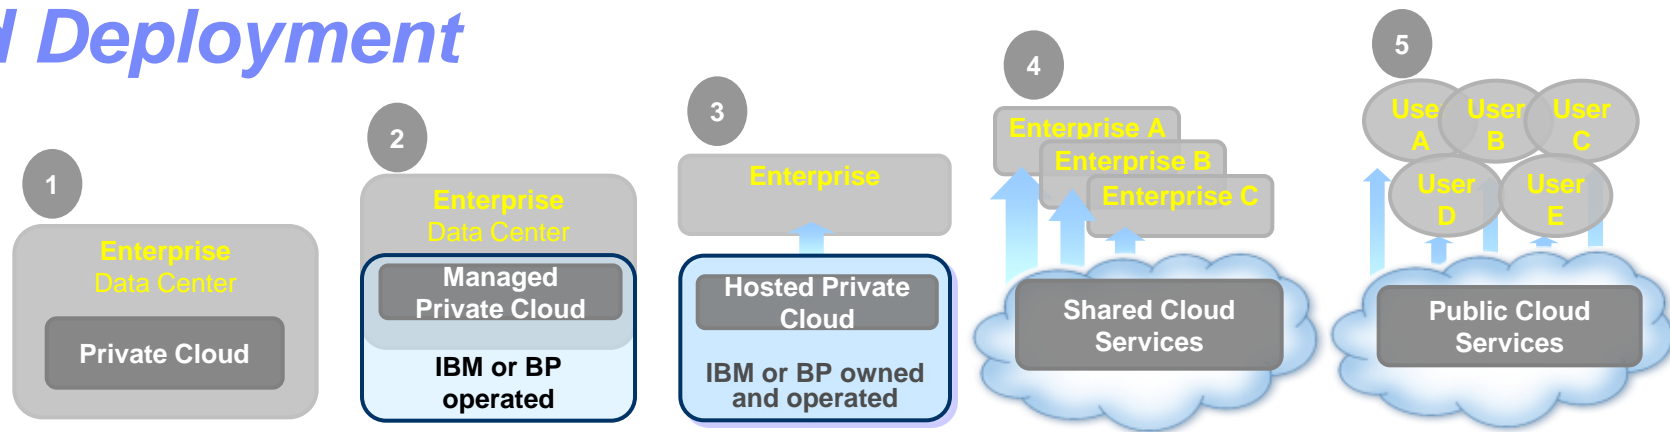 d Deployment
1
Enterprise
Data Center
Private Cloud
2
Enterprise
Data Center
Managed
Private Cloud
IBM or BP
operated
3
Enterprise
Hosted Private
Cloud
IBM or BP owned
and operated
4
Enterprise A
Enterprise B
Enterprise C
Shared Cloud
Services
5
Use
A
User
B
User
C
User
D
User
E
Public Cloud
Services